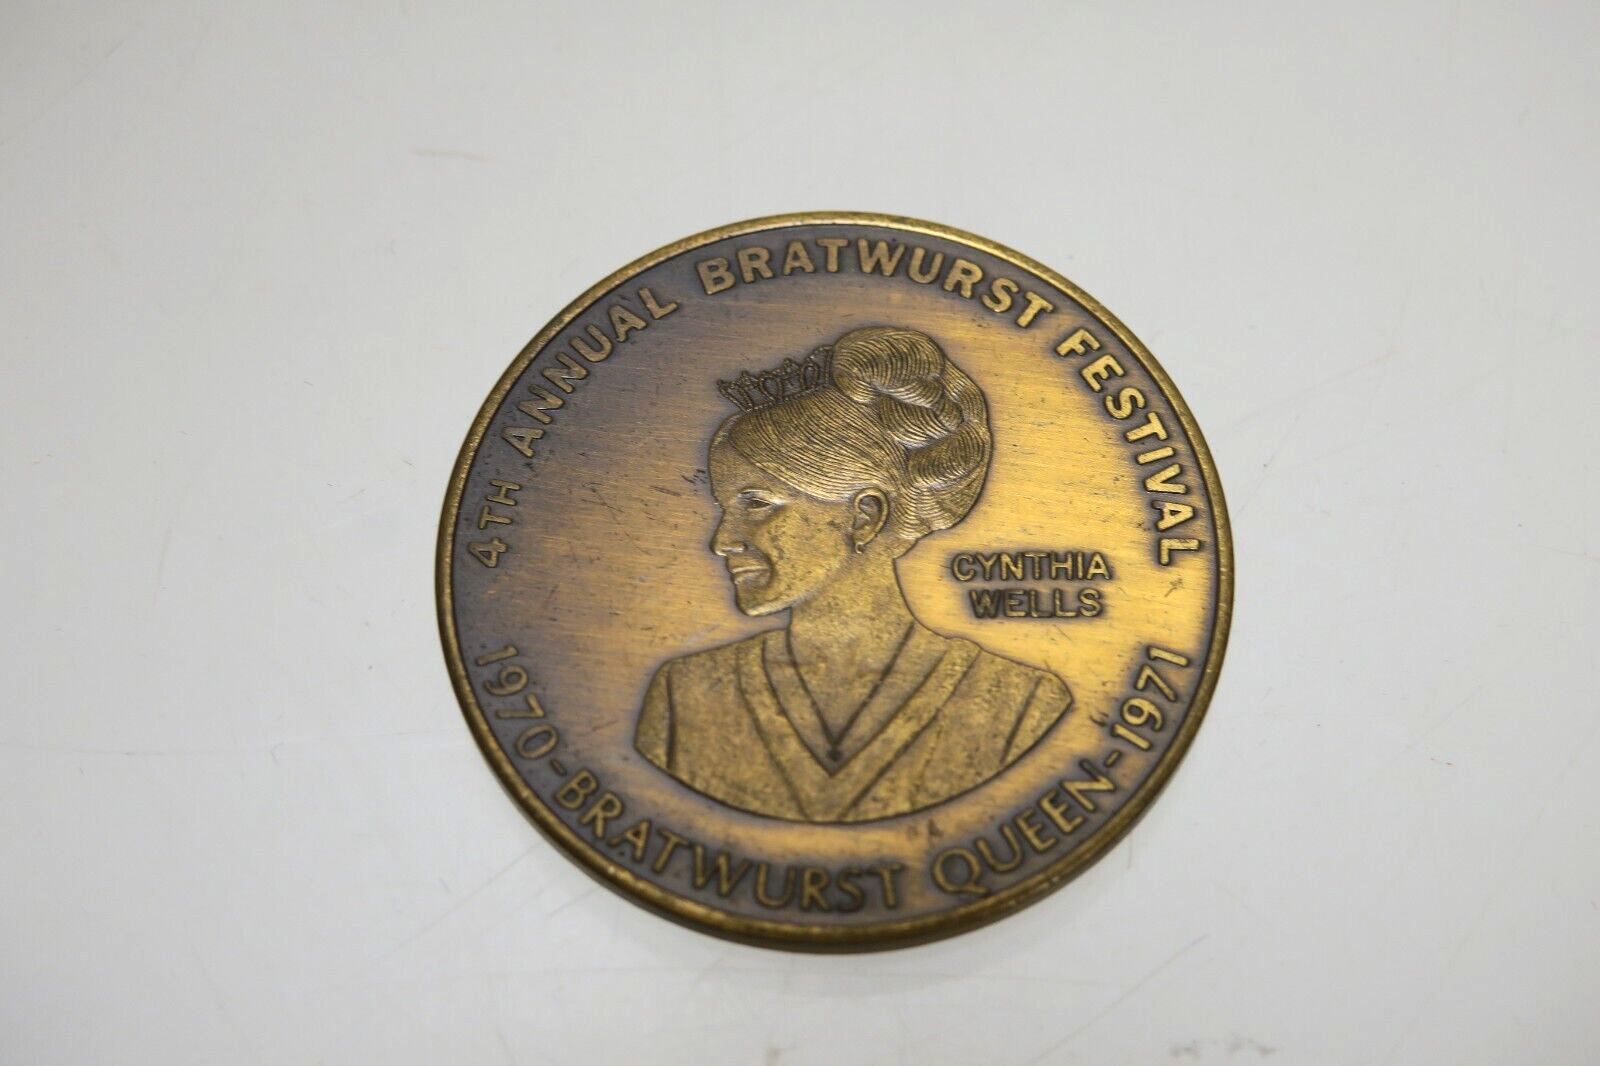 4TH ANNUAL BRATWURST FESTIVAL
CYNTHIA
WELLS
1970-BRATWURST QUEEN-1971